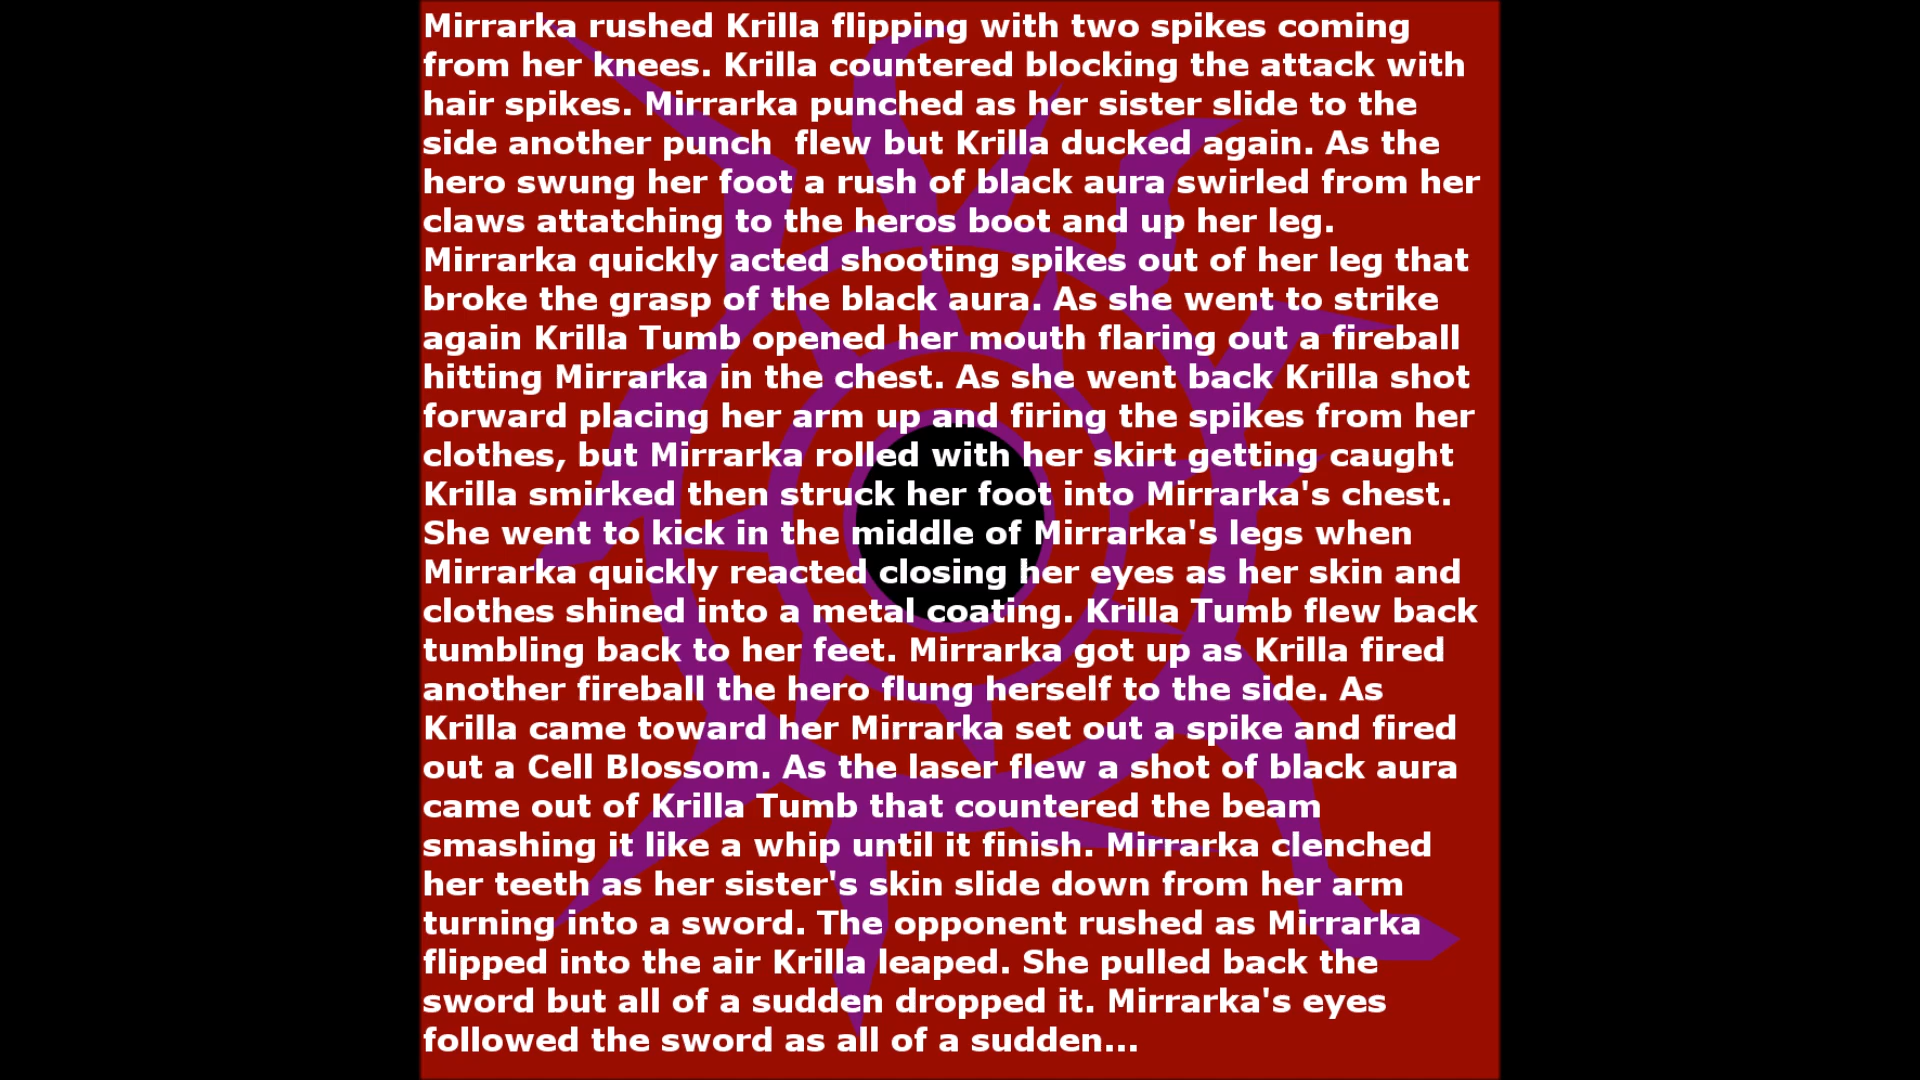 Mirrarka rushed Krilla flipping with two spikes coming
from her knees. Krilla countered blocking the attack with
hair spikes. Mirrarka punched as her sister slide to the
side another punch  flew but Krilla ducked again. As the
hero swung her foot a rush of black aura swirled from her
claws attatching to the heros boot and up her leg.
Mirrarka quickly acted shooting spikes out of her leg that
broke the grasp of the black aura. As she went to strike
again Krilla Tumb opened her mouth flaring out a fireball
hitting Mirrarka in the chest. As she went back Krilla shot
forward placing her arm up and firing the spikes from her
clothes, but Mirrarka rolled with her skirt getting caught
Krilla smirked then struck her foot into Mirrarka's chest.
She went to kick in the middle of Mirrarka's legs when
Mirrarka quickly reacted closing her eyes as her skin and
clothes shined into a metal coating. Krilla Tumb flew back
tumbling back to her feet. Mirrarka got up as Krilla fired
another fireball the hero flung herself to the side. As
Krilla came toward her Mirrarka set out a spike and fired
out a Cell Blossom. As the laser flew a shot of black aura
came out of Krilla Tumb that countered the beam
smashing it like a whip until it finish. Mirrarka clenched
her teeth as her sister's skin slide down from her arm
turning into a sword. The opponent rushed as Mirrarka
flipped into the air Krilla leaped. She pulled back the
sword but all of a sudden dropped it. Mirrarka's eyes
followed the sword as all of a sudden...